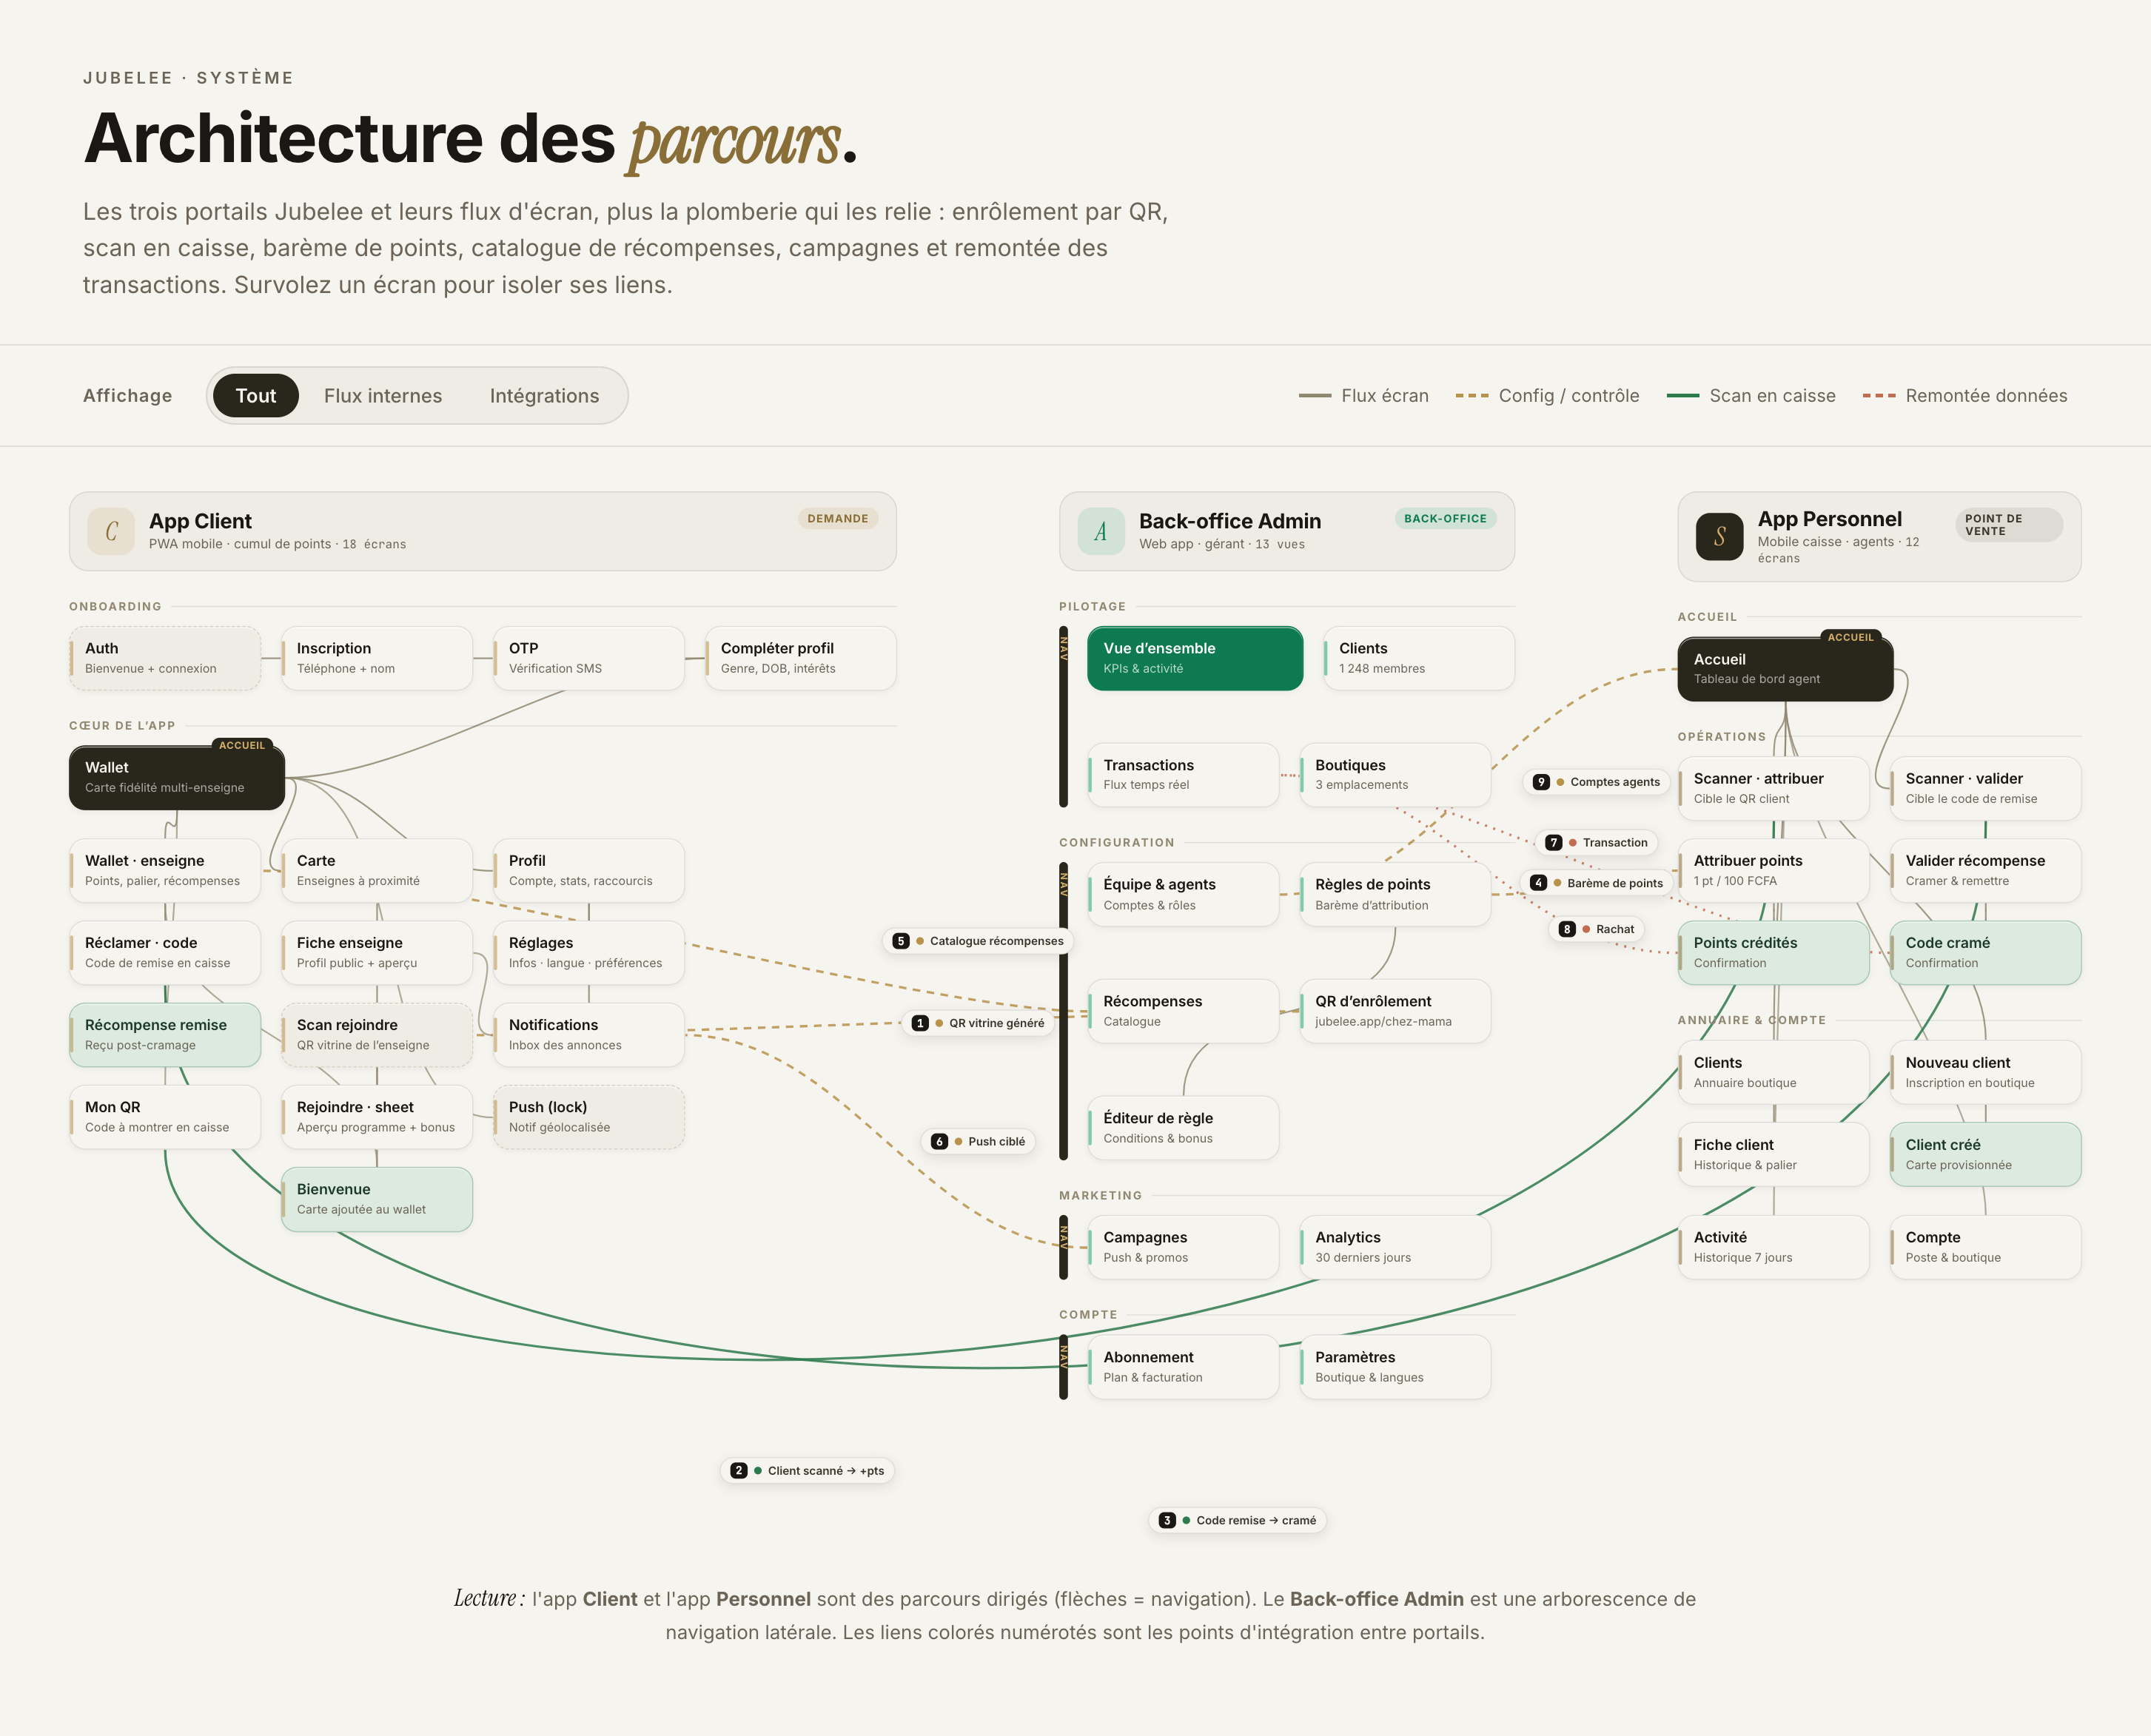 JUBELEE · SYSTÈME
Architecture des parcours.
Les trois portails Jubelee et leurs flux d'écran, plus la plomberie qui les relie : enrôlement par QR,
scan en caisse, barème de points, catalogue de récompenses, campagnes et remontée des
transactions. Survolez un écran pour isoler ses liens.
Affichage
Tout
Flux internes
Intégrations
Flux écran
Config / contrôle
Scan en caisse
Remontée données
C
App Client
PWA mobile · cumul de points · 18 écrans
DEMANDE
ONBOARDING
Auth
Bienvenue + connexion
Inscription
Téléphone + nom
OTP
Vérification SMS
Compléter profil
Genre, DOB, intérêts
CŒUR DE L'APP
ACCUEIL
Wallet
Carte fidélité multi-enseigne
Wallet · enseigne
Points, palier, récompenses
Carte
Enseignes à proximité
Profil
Compte, stats, raccourcis
Réclamer · code
Code de remise en caisse
Fiche enseigne
Profil public + aperçu
Réglages
Infos · langue · préférences
Récompense remise
Reçu post-cramage
Scan rejoindre
QR vitrine de l'enseigne
Notifications
Inbox des annonces
Mon QR
Code à montrer en caisse
Rejoindre · sheet
Aperçu programme + bonus
Push (lock)
Notif géolocalisée
Bienvenue
Carte ajoutée au wallet
5 Catalogue récompenses
1 QR vitrine généré
6 Push ciblé
2 Client scanné → +pts
3 Code remise → cramé
A
Back-office Admin
Web app · gérant · 13 vues
BACK-OFFICE
PILOTAGE
NAV
Vue d’ensemble
KPIs & activité
Clients
1 248 membres
Transactions
Flux temps réel
Boutiques
3 emplacements
CONFIGURATION
NAV
Équipe & agents
Comptes & rôles
Règles de points
Barème d’attribution
Récompenses
Catalogue
QR d’enrôlement
jubelee.app/chez-mama
Éditeur de règle
Conditions & bonus
MARKETING
NAV
Campagnes
Push & promos
Analytics
30 derniers jours
COMPTE
NAV
Abonnement
Plan & facturation
Paramètres
Boutique & langues
9 Comptes agents
7 Transaction
4 Barème de points
8 Rachat
S
App Personnel
Mobile caisse · agents · 12
écrans
POINT DE
VENTE
ACCUEIL
ACCUEIL
Accueil
Tableau de bord agent
OPÉRATIONS
Scanner · attribuer
Cible le QR client
Scanner · valider
Cible le code de remise
Attribuer points
1 pt / 100 FCFA
Valider récompense
Cramer & remettre
Points crédités
Confirmation
Code cramé
Confirmation
ANNUAIRE & COMPTE
Clients
Annuaire boutique
Nouveau client
Inscription en boutique
Fiche client
Historique & palier
Client créé
Carte provisionnée
Activité
Historique 7 jours
Compte
Poste & boutique
Lecture : l'app Client et l'app Personnel sont des parcours dirigés (flèches = navigation). Le Back-office Admin est une arborescence de
navigation latérale. Les liens colorés numérotés sont les points d'intégration entre portails.